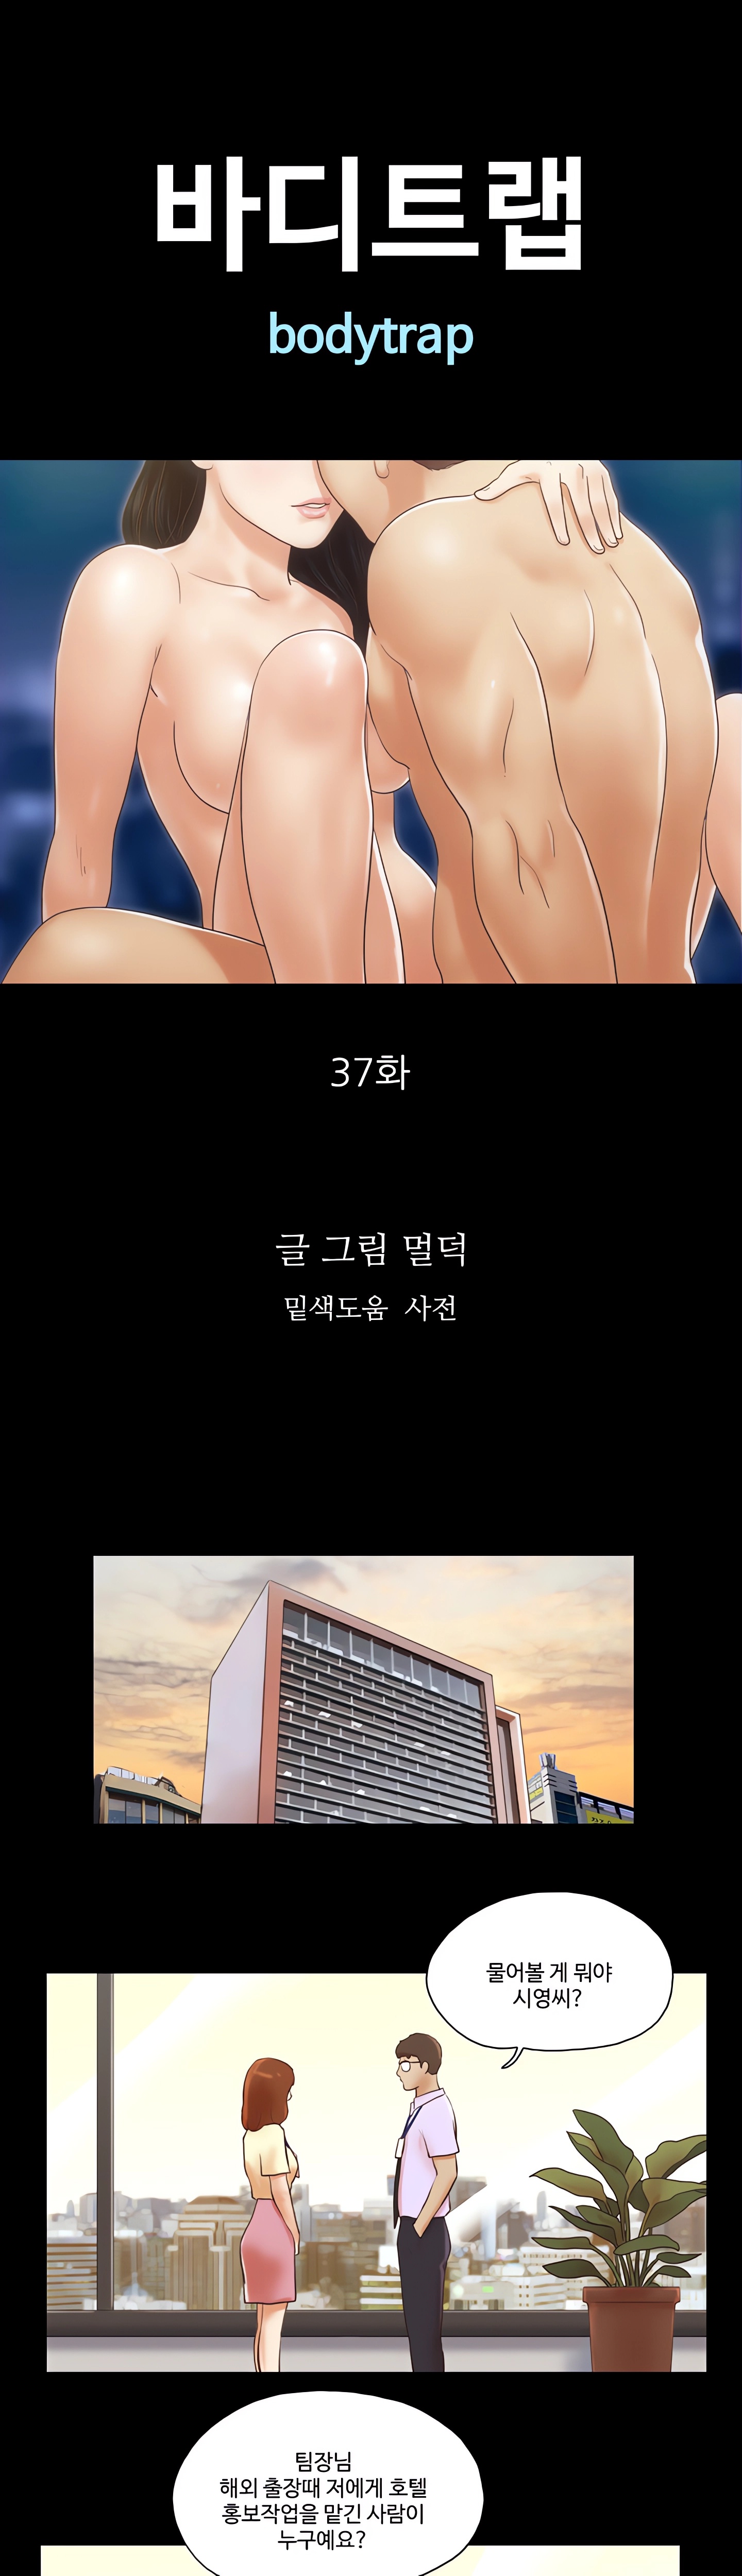 바디트랩
bodytrap
37화
글 그림 멀덕
밑색도움 사전
물어볼 게 뭐야
시영씨?
팀장님
해외 출장때 저에게 호텔
홍보작업을 맡긴 사람이
누구예요?